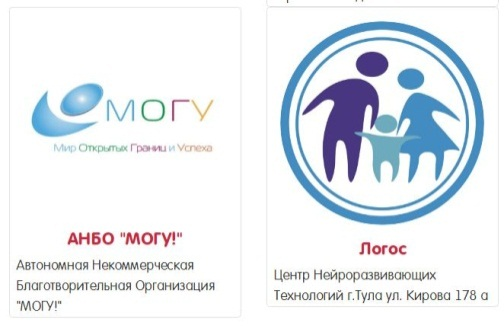 МОГУ
Мир Открытых Границ и Успеха
АНБО "МОГУ!"
Автономная Некоммерческая
Благотворительная Организация
"МОГУ!"
Логос
Центр Нейроразвивающих
Технологий г.Тула ул. Кирова 178 а